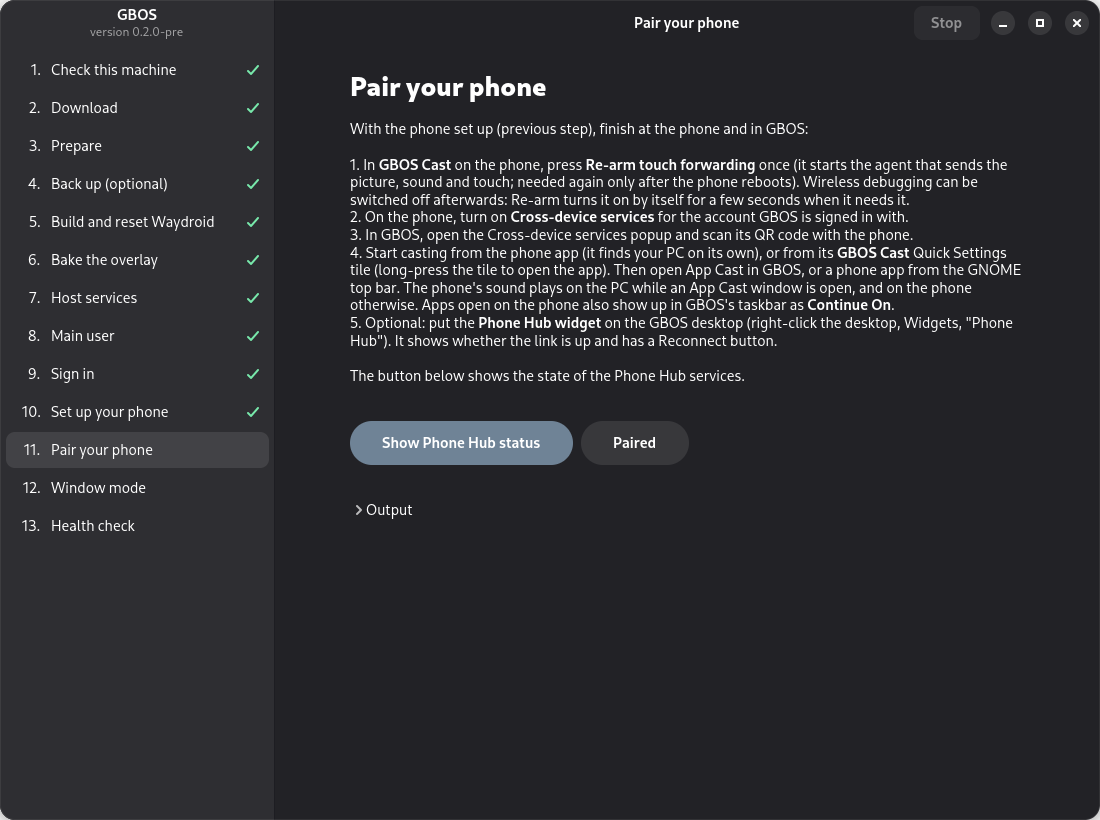 GBOS
version 0.2.0-pre
1. Check this machine
2. Download
3. Prepare
4. Back up (optional)
5. Build and reset Waydroid
6. Bake the overlay
7. Host services
8. Main user
9. Sign in
10. Set up your phone
11. Pair your phone
12. Window mode
13. Health check
Pair your phone
Stop
Pair your phone
With the phone set up (previous step), finish at the phone and in GBOS:
1. In GBOS Cast on the phone, press Re-arm touch forwarding once (it starts the agent that sends the
picture, sound and touch; needed again only after the phone reboots). Wireless debugging can be
switched off afterwards: Re-arm turns it on by itself for a few seconds when it needs it.
2. On the phone, turn on Cross-device services for the account GBOS is signed in with.
3. In GBOS, open the Cross-device services popup and scan its QR code with the phone.
4. Start casting from the phone app (it finds your PC on its own), or from its GBOS Cast Quick Settings
tile (long-press the tile to open the app). Then open App Cast in GBOS, or a phone app from the GNOME
top bar. The phone's sound plays on the PC while an App Cast window is open, and on the phone
otherwise. Apps open on the phone also show up in GBOS's taskbar as Continue On.
5. Optional: put the Phone Hub widget on the GBOS desktop (right-click the desktop, Widgets, "Phone
Hub"). It shows whether the link is up and has a Reconnect button.
The button below shows the state of the Phone Hub services.
Show Phone Hub status
Paired
Output